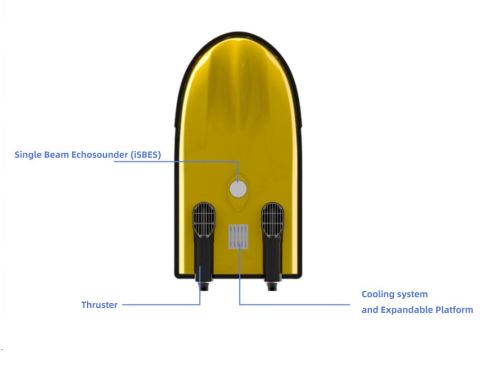 Single Beam Echosounder (iSBES)
Thruster
Cooling system
and Expandable Platform